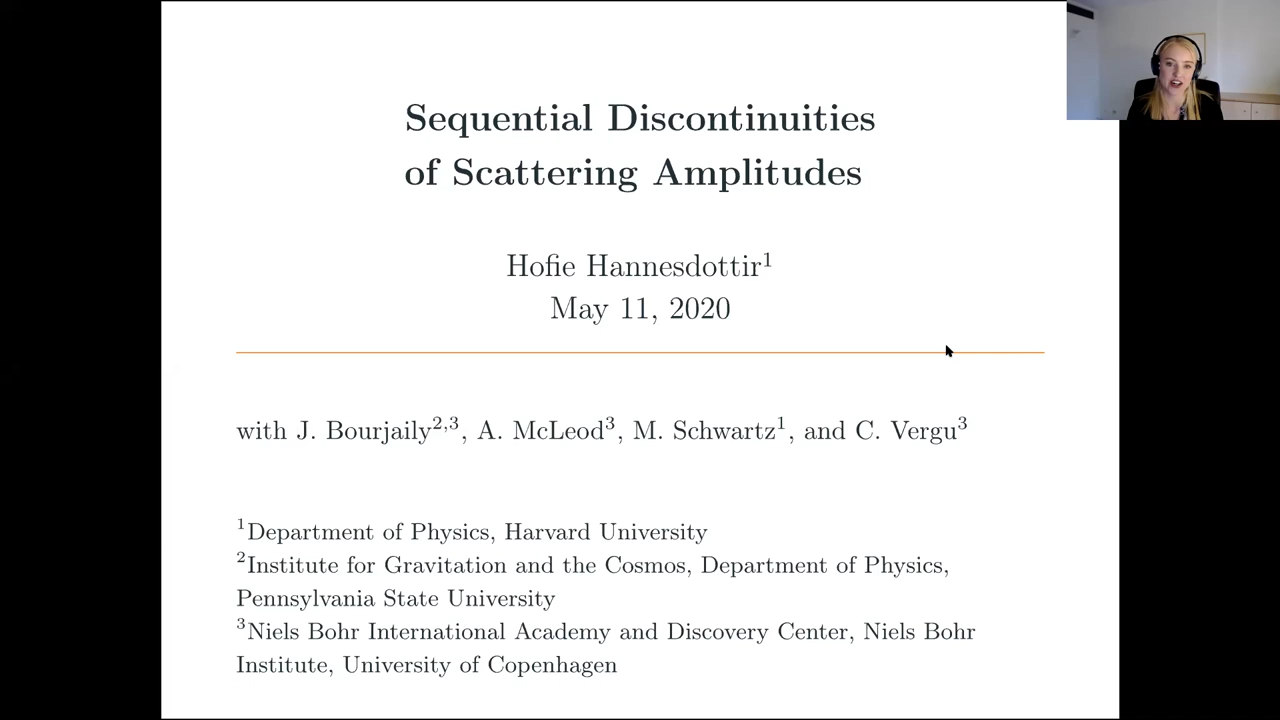 Sequential Discontinuities
of Scattering Amplitudes
Hofie Hannesdottir¹
May 11, 2020
with J. Bourjaily²,³, A. McLeod³, M. Schwartz¹, and C. Vergu³
¹Department of Physics, Harvard University
²Institute for Gravitation and the Cosmos, Department of Physics,
Pennsylvania State University
³Niels Bohr International Academy and Discovery Center, Niels Bohr
Institute, University of Copenhagen